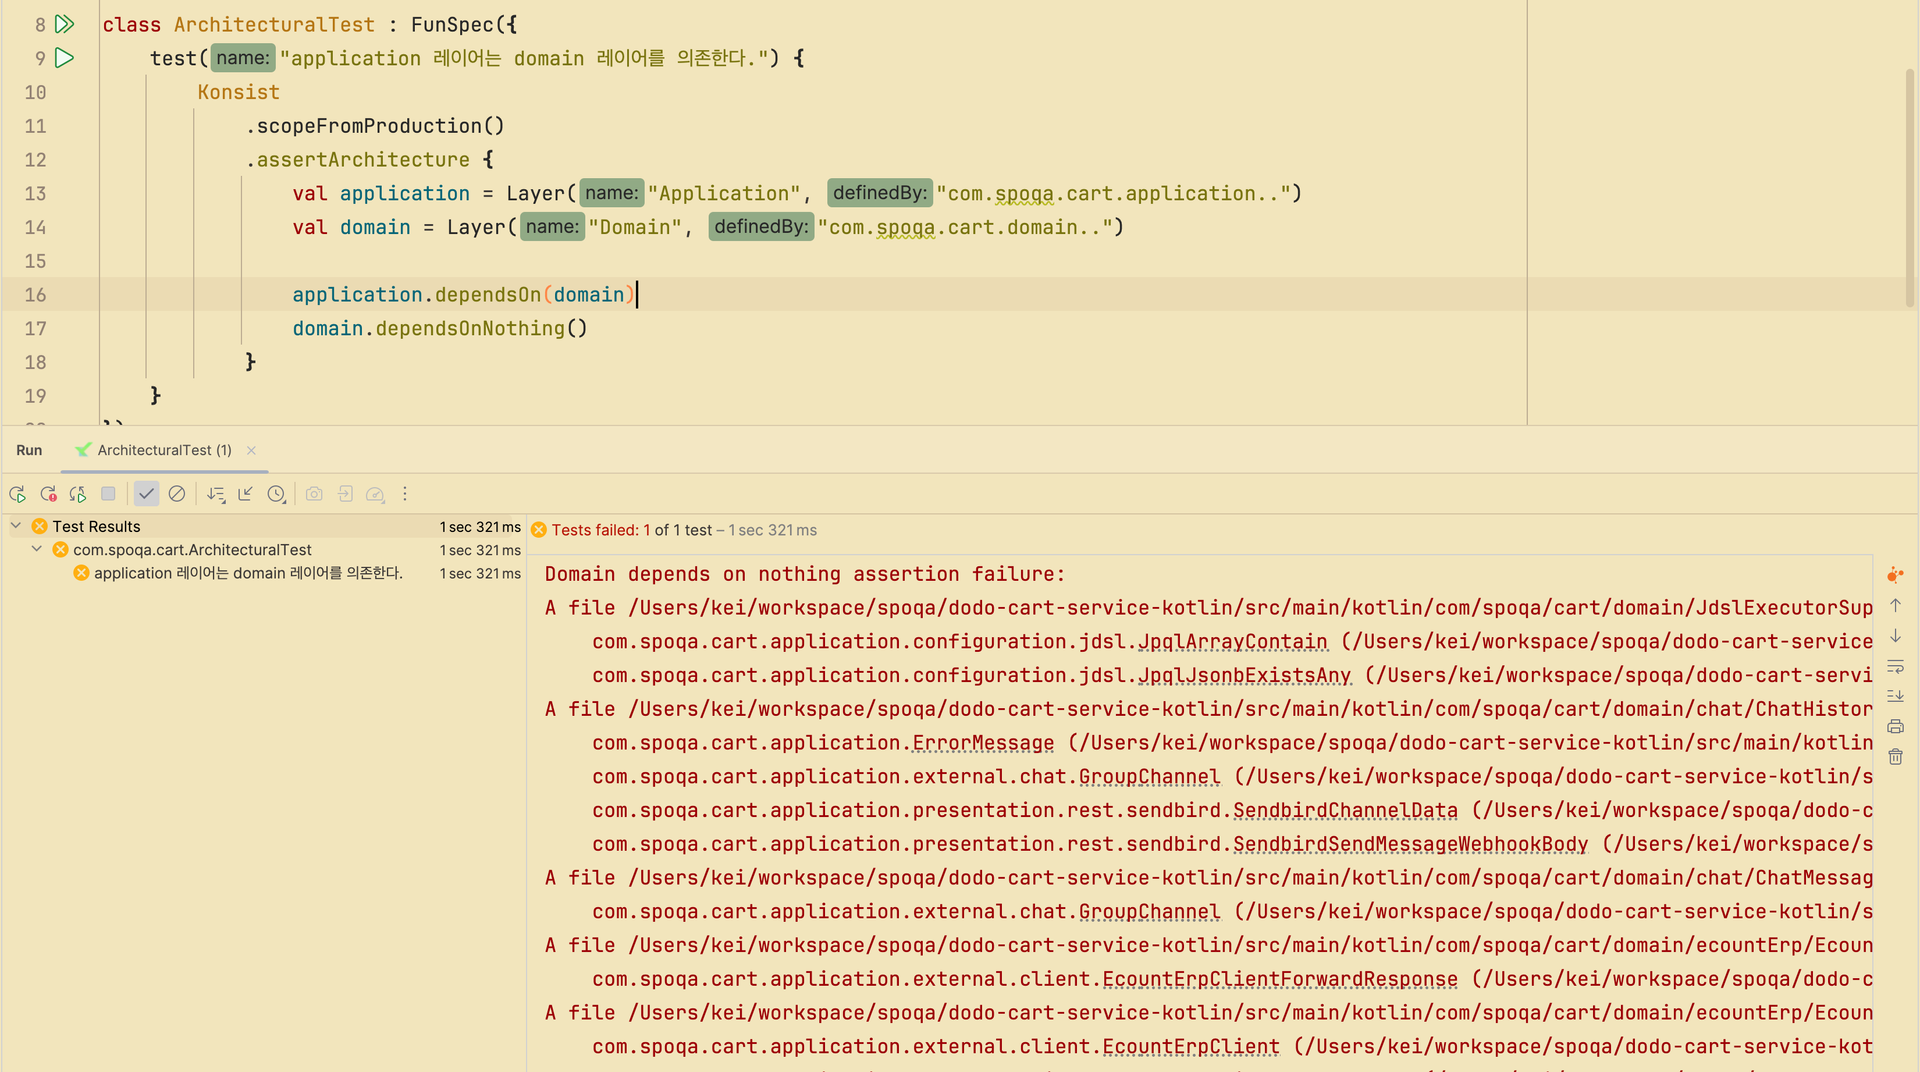 8 class ArchitecturalTest : FunSpec({
9 test( name: "application 레이어는 domain 레이어를 의존한다.") {
10 Konsist
11 .scopeFromProduction()
12 .assertArchitecture {
13 val application = Layer( name: "Application", definedBy: "com.spoqa.cart.application..")
14 val domain = Layer( name: "Domain", definedBy: "com.spoqa.cart.domain..")
15
16 application.dependsOn(domain)
17 domain.dependsOnNothing()
18 }
19 }
Run ArchitecturalTest (1)
Test Results 1 sec 321 ms
com.spoqa.cart.ArchitecturalTest 1 sec 321 ms
application 레이어는 domain 레이어를 의존한다. 1 sec 321 ms
Tests failed: 1 of 1 test – 1 sec 321 ms
Domain depends on nothing assertion failure:
A file /Users/kei/workspace/spoqa/dodo-cart-service-kotlin/src/main/kotlin/com/spoqa/cart/domain/JdslExecutorSup
com.spoqa.cart.application.configuration.jdsl.JpqlArrayContain (/Users/kei/workspace/spoqa/dodo-cart-service
com.spoqa.cart.application.configuration.jdsl.JpqlJsonbExistsAny (/Users/kei/workspace/spoqa/dodo-cart-servi
A file /Users/kei/workspace/spoqa/dodo-cart-service-kotlin/src/main/kotlin/com/spoqa/cart/domain/chat/ChatHistor
com.spoqa.cart.application.ErrorMessage (/Users/kei/workspace/spoqa/dodo-cart-service-kotlin/src/main/kotlin
com.spoqa.cart.application.external.chat.GroupChannel (/Users/kei/workspace/spoqa/dodo-cart-service-kotlin/s
com.spoqa.cart.application.presentation.rest.sendbird.SendbirdChannelData (/Users/kei/workspace/spoqa/dodo-c
com.spoqa.cart.application.presentation.rest.sendbird.SendbirdSendMessageWebhookBody (/Users/kei/workspace/s
A file /Users/kei/workspace/spoqa/dodo-cart-service-kotlin/src/main/kotlin/com/spoqa/cart/domain/chat/ChatMessag
com.spoqa.cart.application.external.chat.GroupChannel (/Users/kei/workspace/spoqa/dodo-cart-service-kotlin/s
A file /Users/kei/workspace/spoqa/dodo-cart-service-kotlin/src/main/kotlin/com/spoqa/cart/domain/ecountErp/Ecoun
com.spoqa.cart.application.external.client.EcountErpClientForwardResponse (/Users/kei/workspace/spoqa/dodo-c
A file /Users/kei/workspace/spoqa/dodo-cart-service-kotlin/src/main/kotlin/com/spoqa/cart/domain/ecountErp/Ecoun
com.spoqa.cart.application.external.client.EcountErpClient (/Users/kei/workspace/spoqa/dodo-cart-service-kot